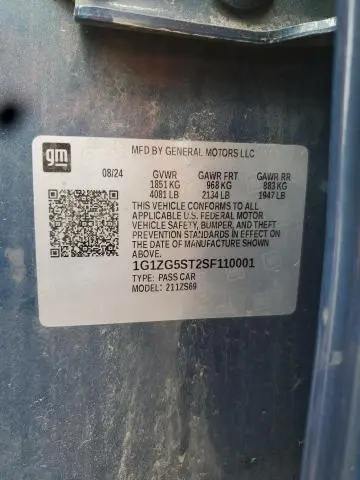 gm
MFD BY GENERAL MOTORS LLC
08/24 GVWR GAWR FRT GAWR RR
1851 KG 968 KG 883 KG
4081 LB 2134 LB 1947 LB
THIS VEHICLE CONFORMS TO ALL
APPLICABLE U.S. FEDERAL MOTOR
VEHICLE SAFETY, BUMPER, AND THEFT
PREVENTION STANDARDS IN EFFECT ON
THE DATE OF MANUFACTURE SHOWN
ABOVE.
1G1ZG5ST2SF110001
TYPE: PASS CAR
MODEL: 211ZS69